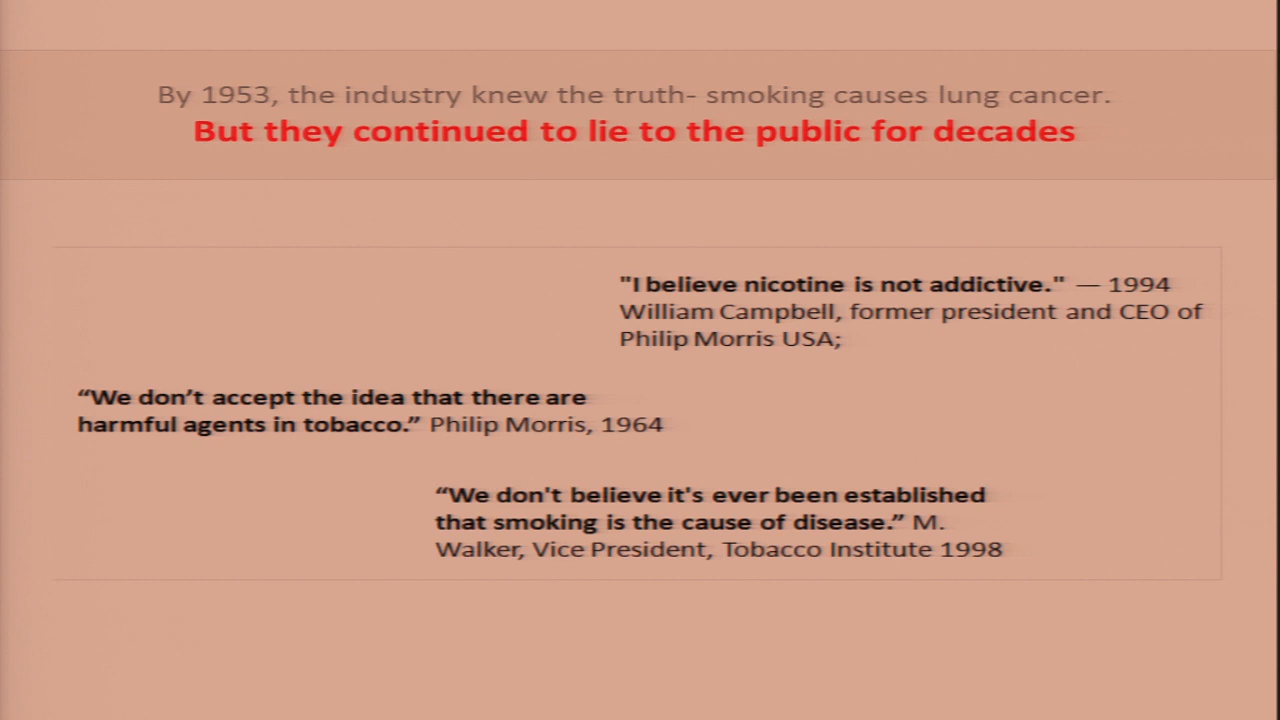 By 1953, the industry knew the truth- smoking causes lung cancer.
But they continued to lie to the public for decades
"I believe nicotine is not addictive." — 1994
William Campbell, former president and CEO of
Philip Morris USA;
“We don’t accept the idea that there are
harmful agents in tobacco.” Philip Morris, 1964
“We don't believe it's ever been established
that smoking is the cause of disease.” M.
Walker, Vice President, Tobacco Institute 1998